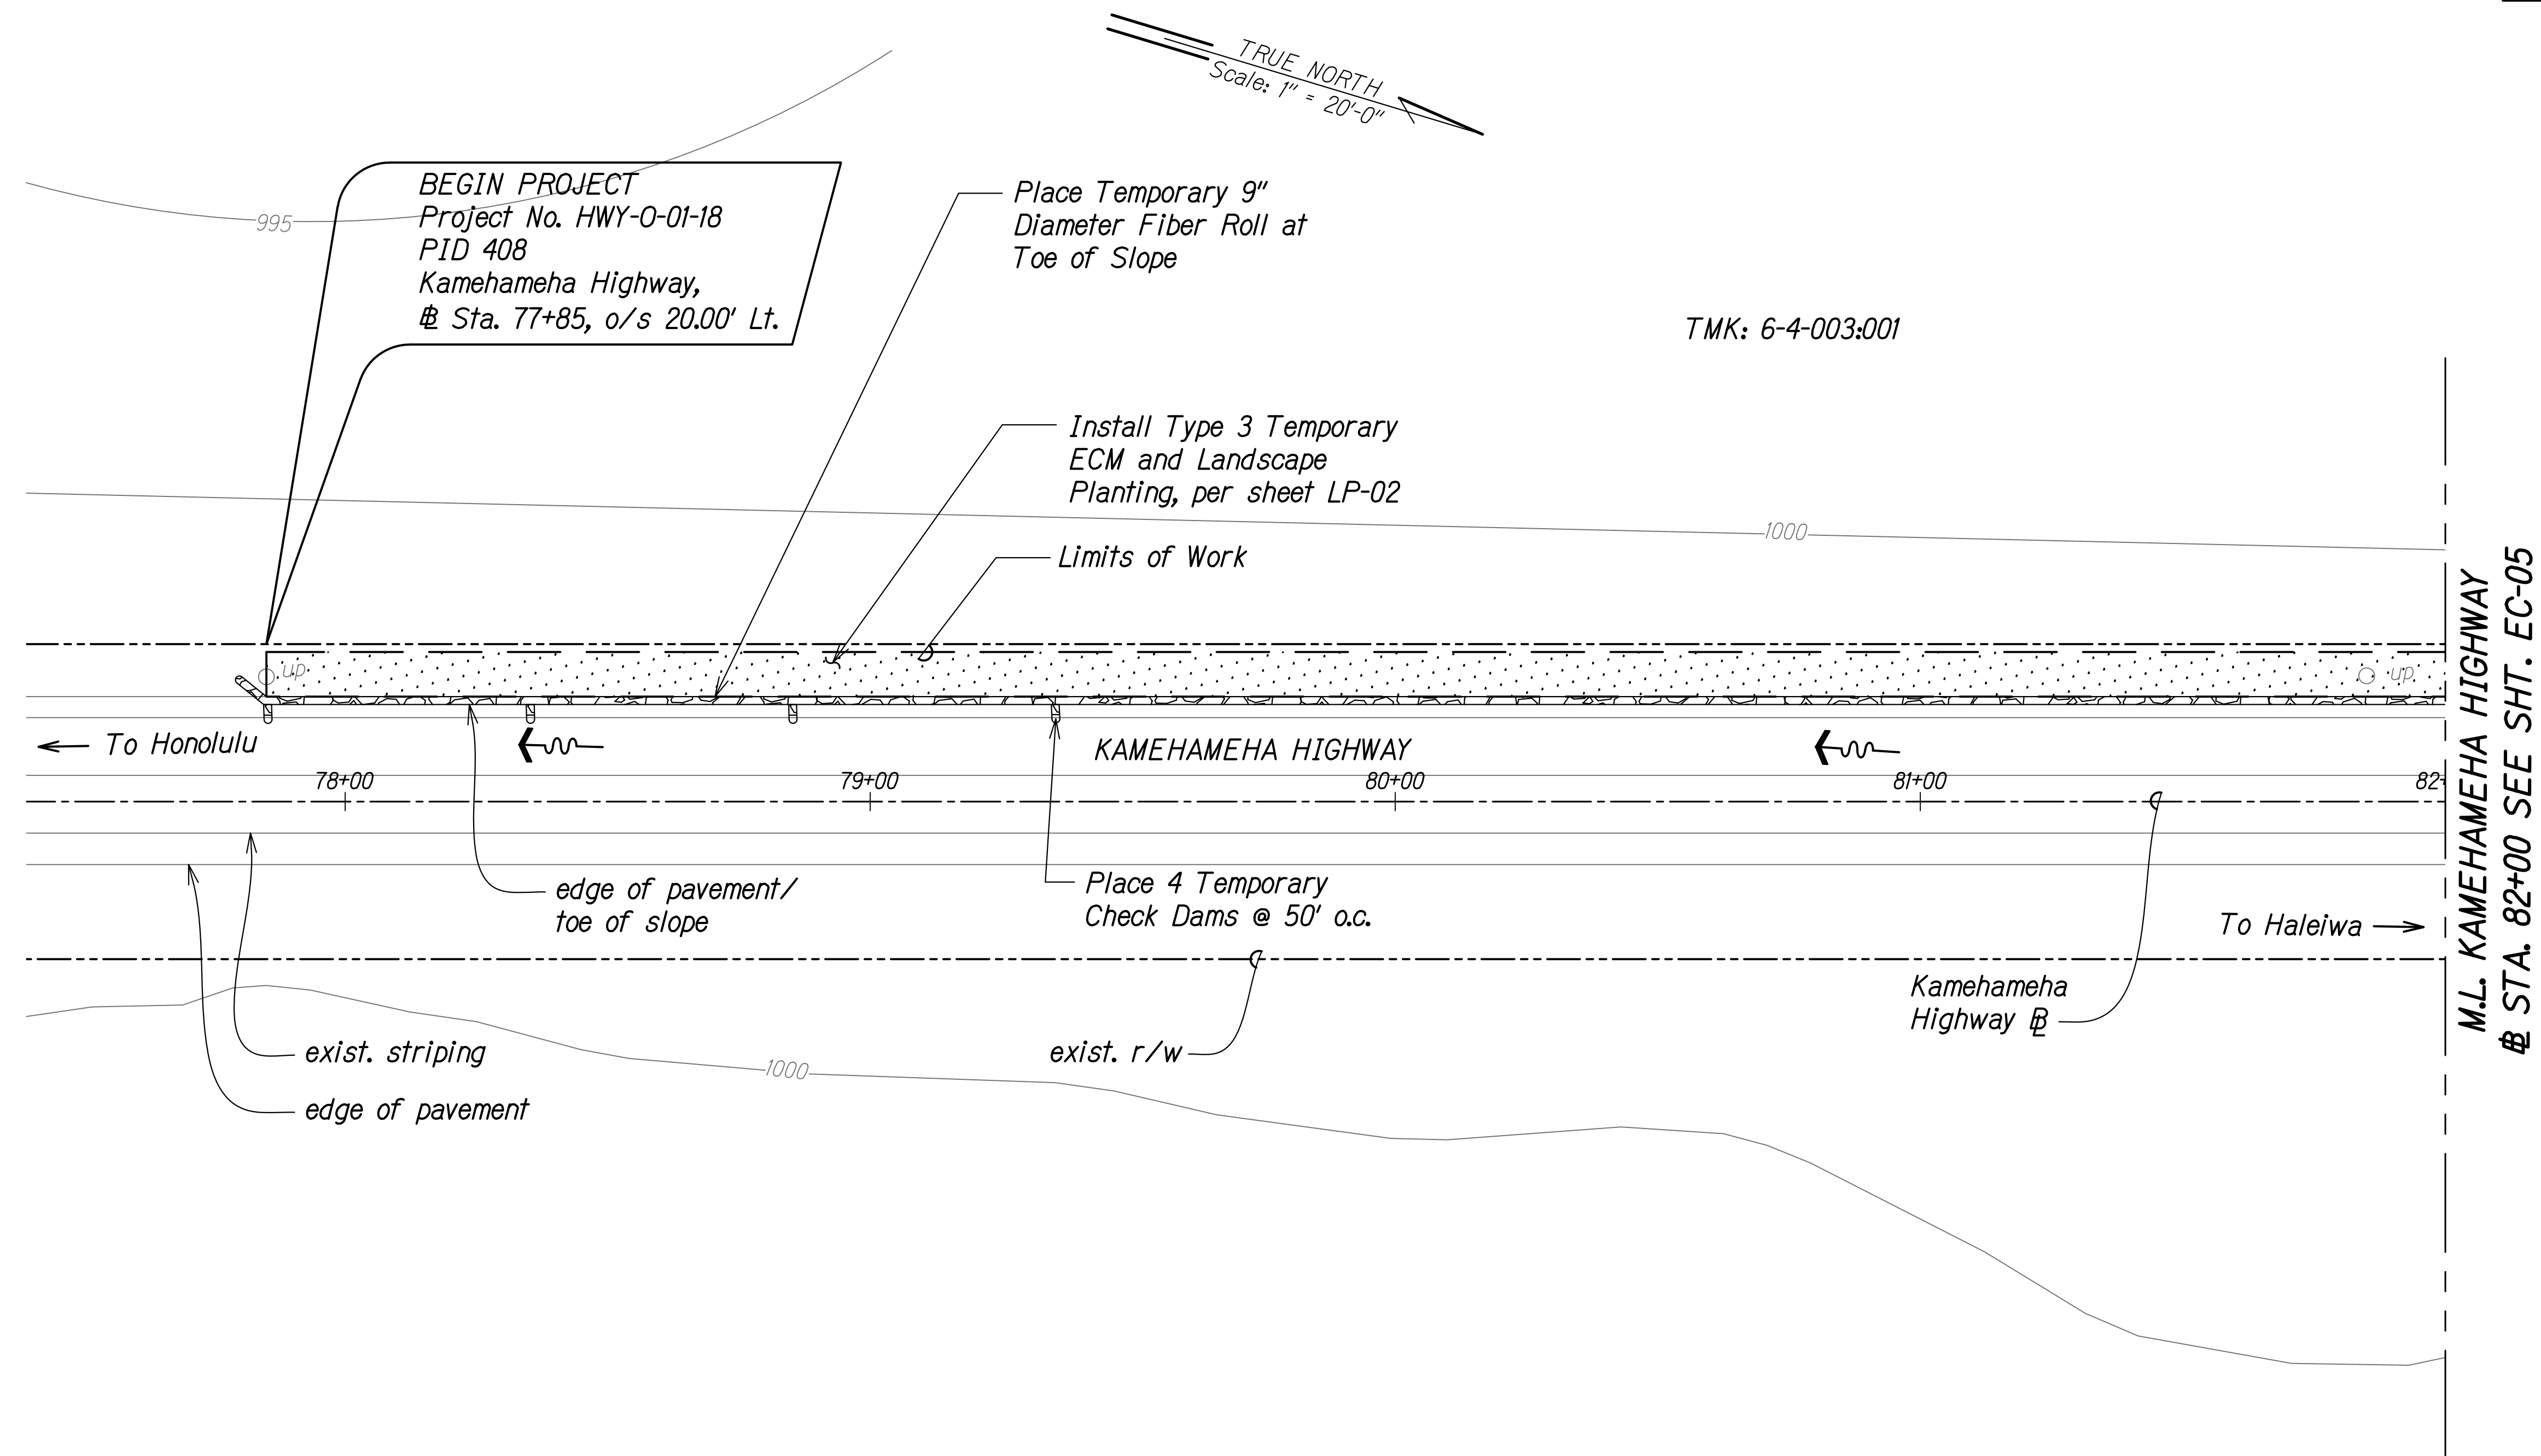 TRUE NORTH
Scale: 1" = 20'-0"
BEGIN PROJECT
Project No. HWY-O-01-18
PID 408
Kamehameha Highway,
BL Sta. 77+85, o/s 20.00' Lt.
995
Place Temporary 9"
Diameter Fiber Roll at
Toe of Slope
TMK: 6-4-003:001
Install Type 3 Temporary
ECM and Landscape
Planting, per sheet LP-02
1000
Limits of Work
up
up
To Honolulu
KAMEHAMEHA HIGHWAY
78+00
79+00
80+00
81+00
82+
edge of pavement/
toe of slope
Place 4 Temporary
Check Dams @ 50' o.c.
To Haleiwa
Kamehameha
Highway BL
exist. striping
exist. r/w
1000
edge of pavement
M.L. KAMEHAMEHA HIGHWAY
BL STA. 82+00 SEE SHT. EC-05